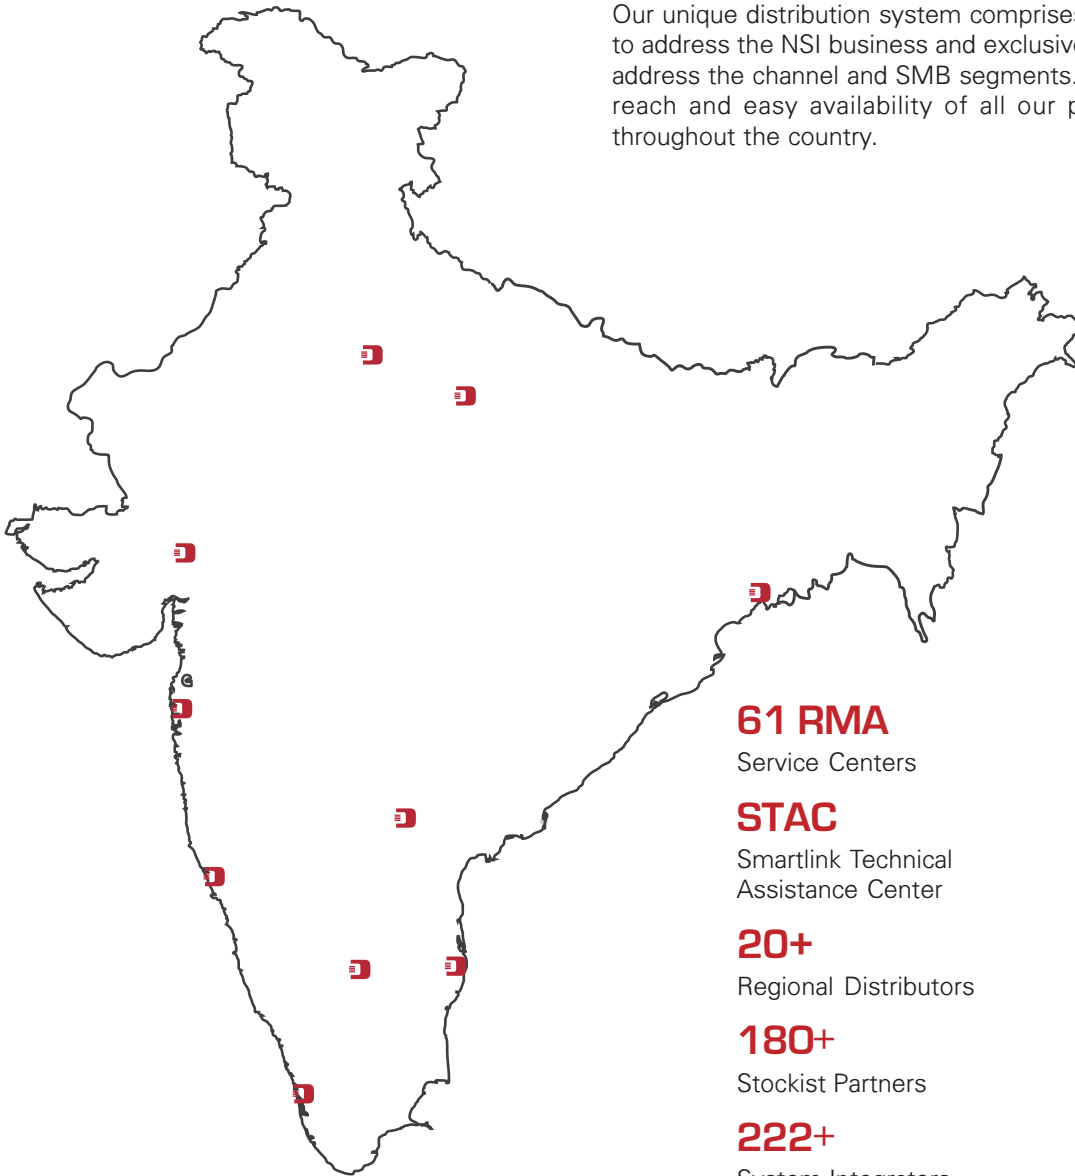 Our unique distribution system comprises
to address the NSI business and exclusive
address the channel and SMB segments.
reach and easy availability of all our p
throughout the country.
61 RMA
Service Centers
STAC
Smartlink Technical
Assistance Center
20+
Regional Distributors
180+
Stockist Partners
222+
System Integrators